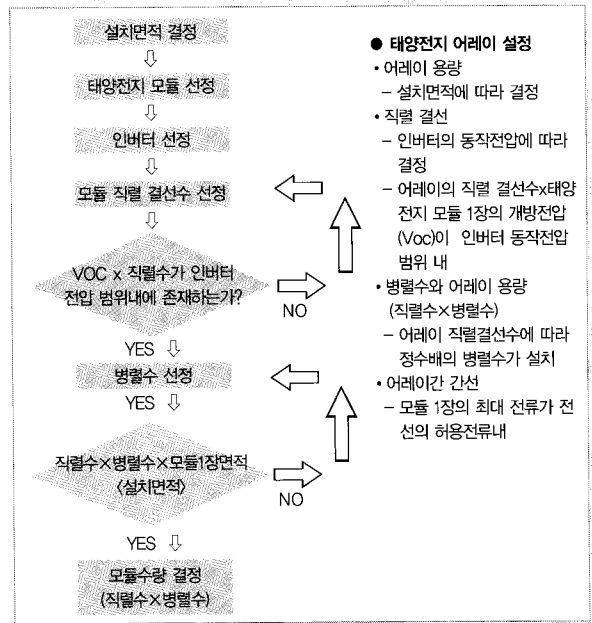 설치면적 결정
태양전지 모듈 선정
인버터 선정
모듈 직렬 결선수 선정
VOC x 직렬수가 인버터
전압 범위내에 존재하는가?
NO
YES
병렬수 선정
YES
직렬수×병렬수×모듈1장면적
〈설치면적〉
NO
YES
모듈수량 결정
(직렬수×병렬수)
● 태양전지 어레이 설정
• 어레이 용량
– 설치면적에 따라 결정
• 직렬 결선
– 인버터의 동작전압에 따라
결정
– 어레이의 직렬 결선수x태양
전지 모듈 1장의 개방전압
(Voc)이 인버터 동작전압
범위 내
• 병렬수와 어레이 용량
(직렬수×병렬수)
– 어레이 직렬결선수에 따라
정수배의 병렬수가 설치
• 어레이간 간선
– 모듈 1장의 최대 전류가 전
선의 허용전류내